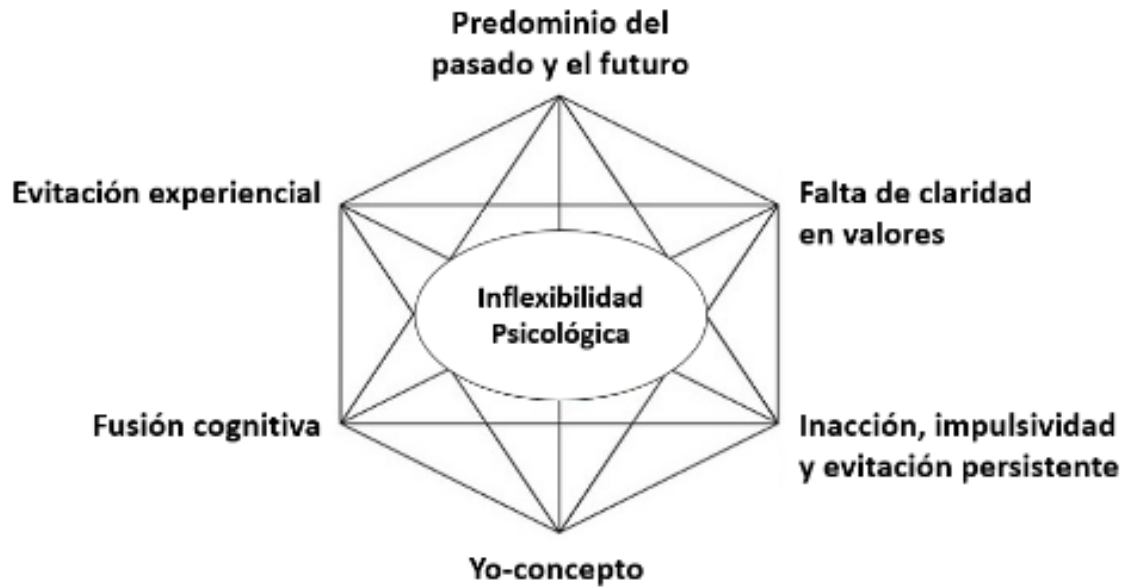 Predominio del
pasado y el futuro
Evitación experiencial
Falta de claridad
en valores
Inflexibilidad
Psicológica
Fusión cognitiva
Inacción, impulsividad
y evitación persistente
Yo-concepto